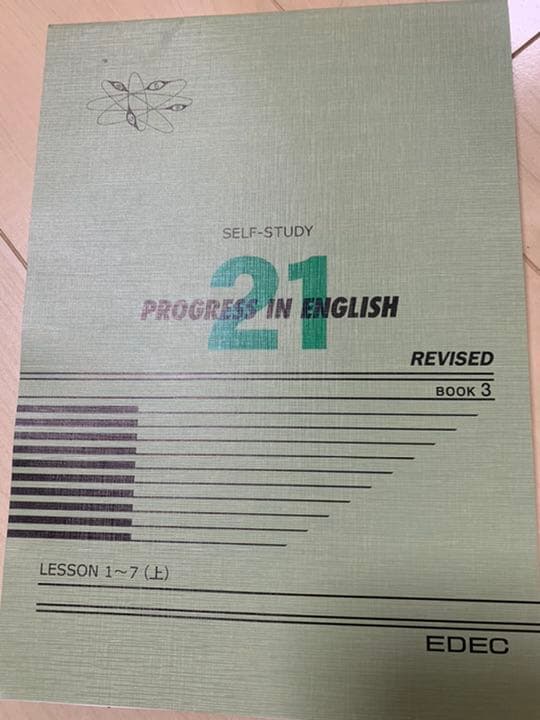 SELF-STUDY
21
PROGRESS IN ENGLISH
REVISED
BOOK 3
LESSON 1～7 (上)
EDEC